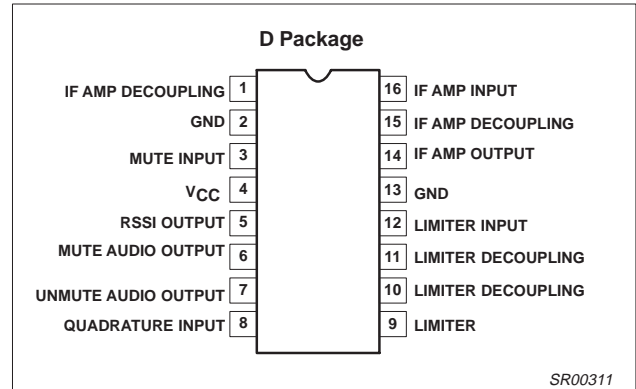 D Package
IF AMP DECOUPLING 1
GND 2
MUTE INPUT 3
VCC 4
RSSI OUTPUT 5
MUTE AUDIO OUTPUT 6
UNMUTE AUDIO OUTPUT 7
QUADRATURE INPUT 8
16 IF AMP INPUT
15 IF AMP DECOUPLING
14 IF AMP OUTPUT
13 GND
12 LIMITER INPUT
11 LIMITER DECOUPLING
10 LIMITER DECOUPLING
9 LIMITER
SR00311